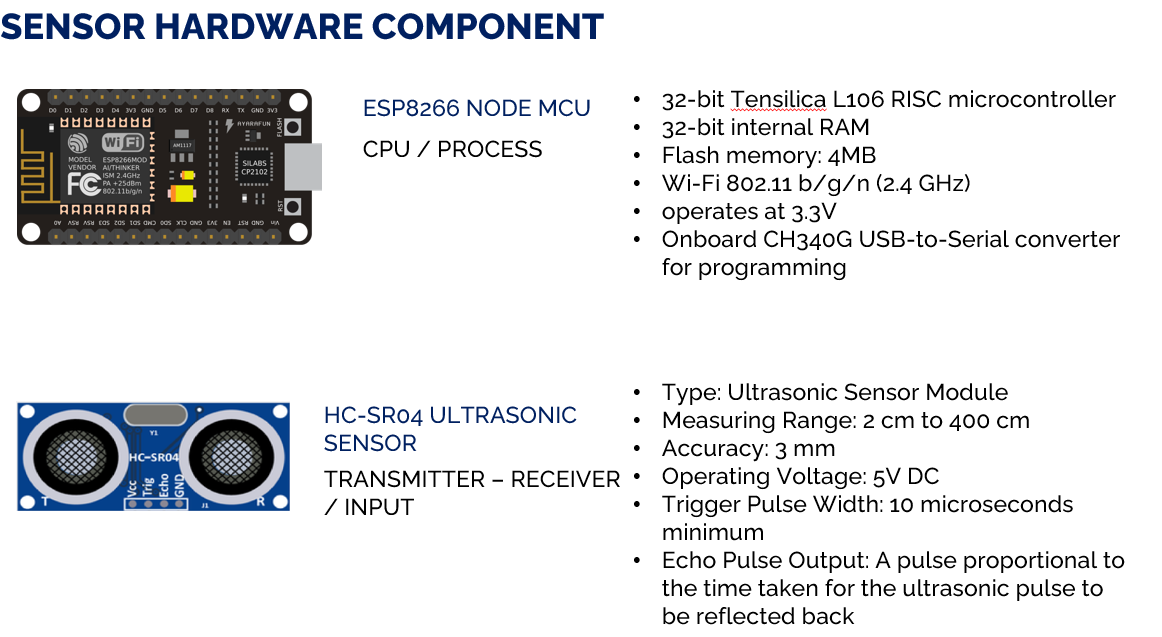 SENSOR HARDWARE COMPONENT
D0 D1 D2 D3 D4 3V3 GND D5 D6 D7 D8 RX TX GND 3V3
AYARAFUN
FLASH
WiFi
AM1117
MODEL
VENDOR
ESP8266MOD
AI/THINKER
ISM 2.4GHz
PA +25dBm
802.11b/g/n
FC
SILABS
CP2102
RST
A0 RSV RSV SD3 SD2 SD1 CMD SD0 CLK GND 3V3 EN RST GND Vin
ESP8266 NODE MCU
CPU / PROCESS
• 32-bit Tensilica L106 RISC microcontroller
• 32-bit internal RAM
• Flash memory: 4MB
• Wi-Fi 802.11 b/g/n (2.4 GHz)
• operates at 3.3V
• Onboard CH340G USB-to-Serial converter
for programming
Y1
HC-SR04
Vcc
Trig
Echo
GND
T
J1
R
HC-SR04 ULTRASONIC
SENSOR
TRANSMITTER – RECEIVER
/ INPUT
• Type: Ultrasonic Sensor Module
• Measuring Range: 2 cm to 400 cm
• Accuracy: 3 mm
• Operating Voltage: 5V DC
• Trigger Pulse Width: 10 microseconds
minimum
• Echo Pulse Output: A pulse proportional to
the time taken for the ultrasonic pulse to
be reflected back